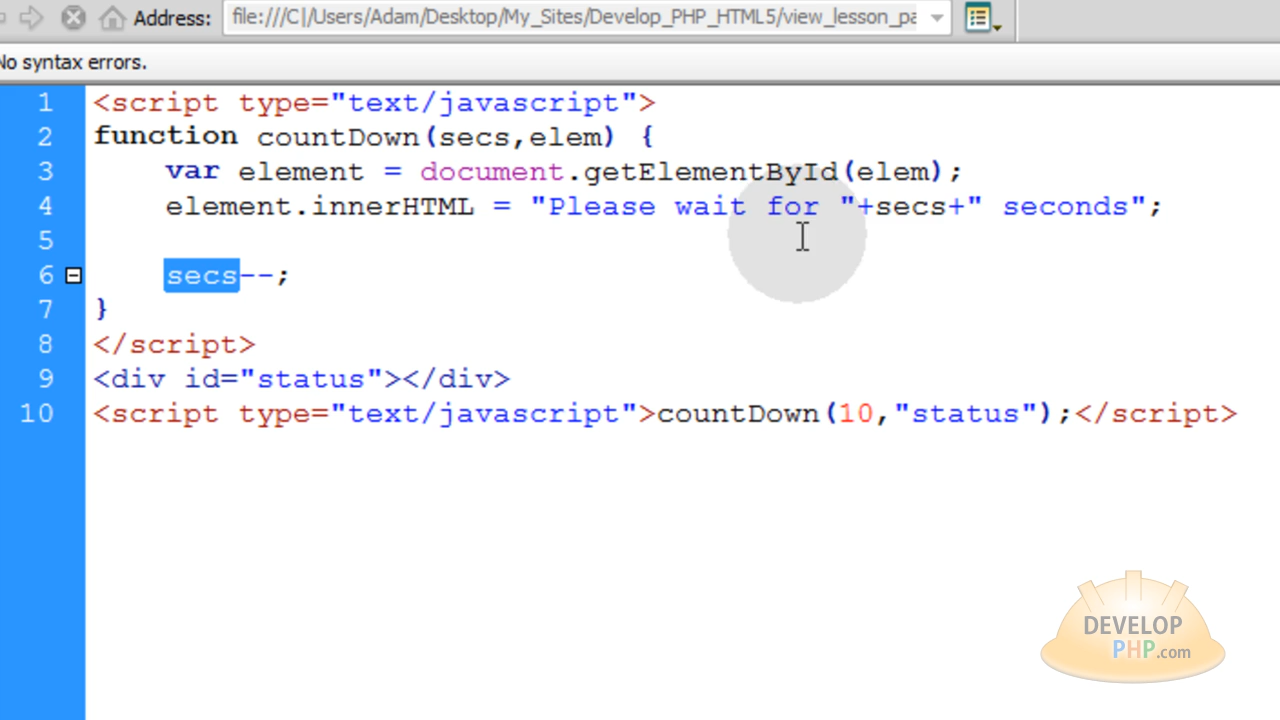 Address: file:///C|/Users/Adam/Desktop/My_Sites/Develop_PHP_HTML5/view_lesson_pa
No syntax errors.
1 <script type="text/javascript">
2 function countDown(secs,elem) {
3 var element = document.getElementById(elem);
4 element.innerHTML = "Please wait for "+secs+" seconds";
5
6 secs--;
7 }
8 </script>
9 <div id="status"></div>
10 <script type="text/javascript">countDown(10,"status");</script>
DEVELOP
PHP.com